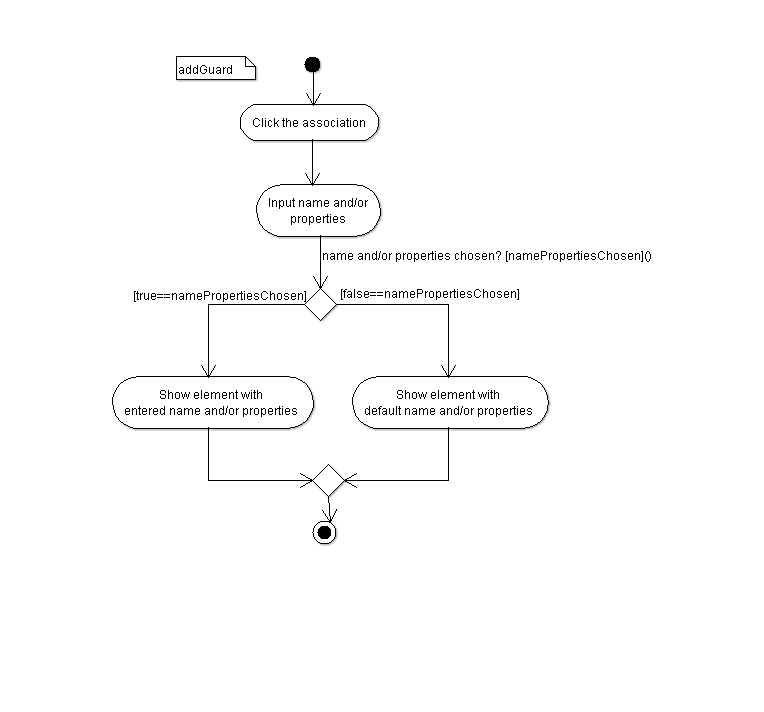 addGuard
Click the association
Input name and/or
properties
name and/or properties chosen? [namePropertiesChosen]()
[true==namePropertiesChosen]
[false==namePropertiesChosen]
Show element with
entered name and/or properties
Show element with
default name and/or properties